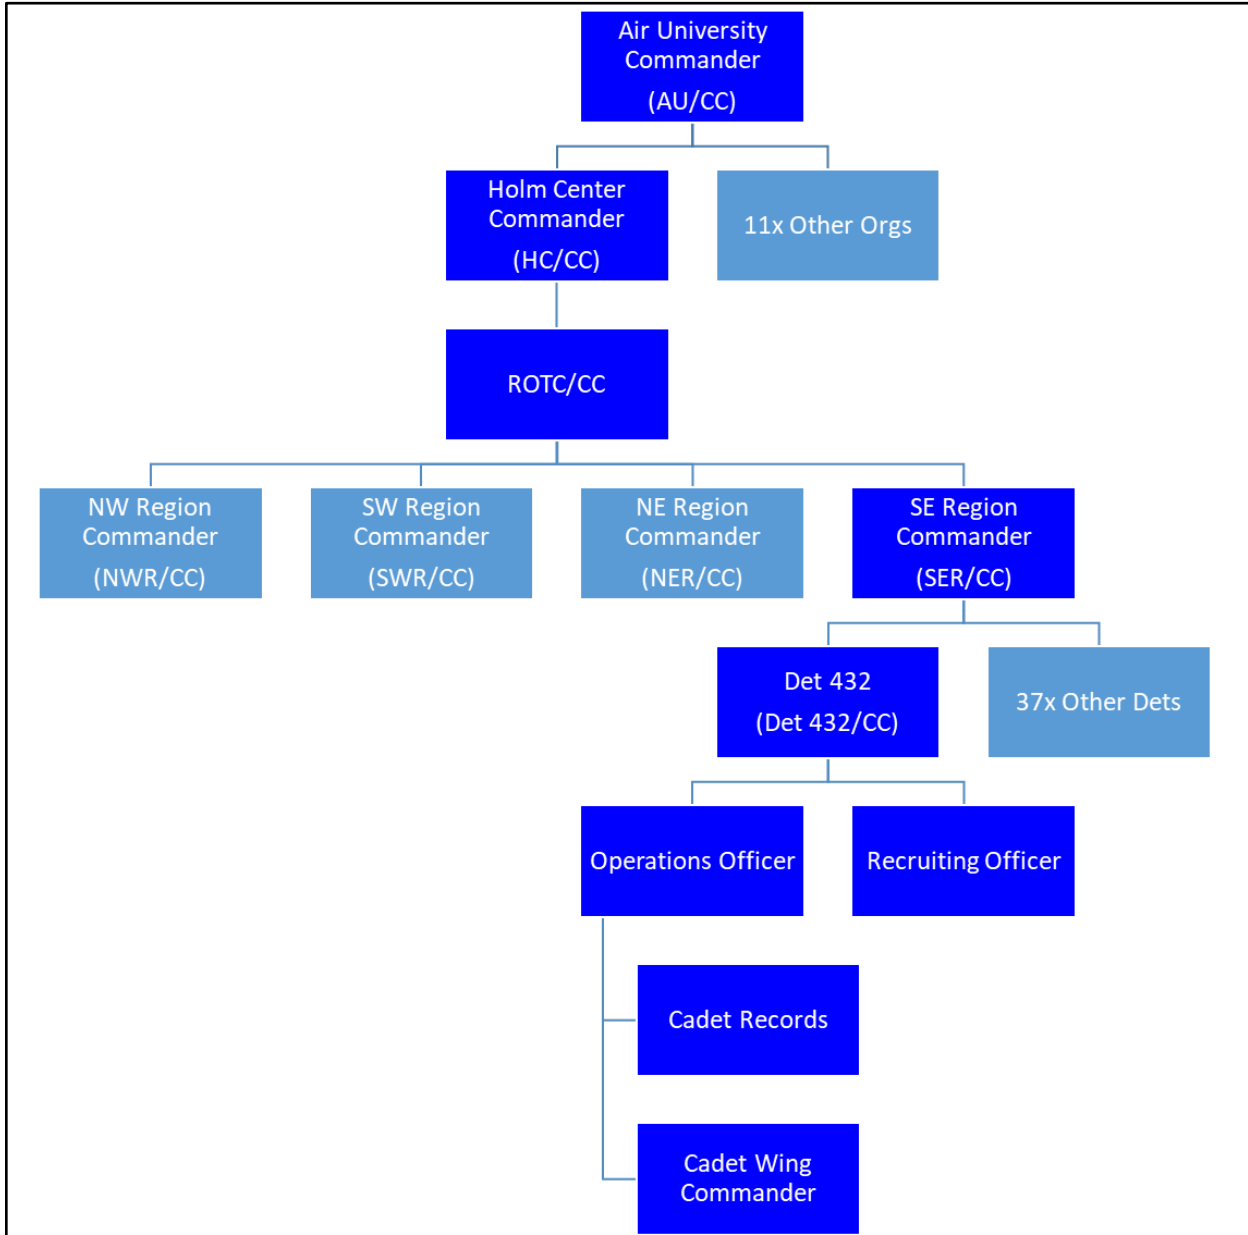 Air University
Commander
(AU/CC)
Holm Center
Commander
(HC/CC)
11x Other Orgs
ROTC/CC
NW Region
Commander
(NWR/CC)
SW Region
Commander
(SWR/CC)
NE Region
Commander
(NER/CC)
SE Region
Commander
(SER/CC)
Det 432
(Det 432/CC)
37x Other Dets
Operations Officer
Recruiting Officer
Cadet Records
Cadet Wing
Commander